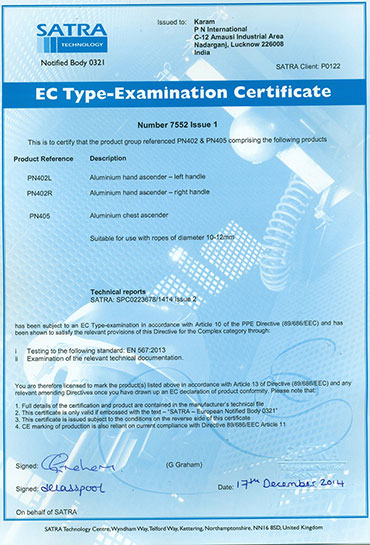 SATRA
TECHNOLOGY
Notified Body 0321
Issued to: Karam
P N International
C-12 Amausi Industrial Area
Nadarganj, Lucknow 226008
India
SATRA Client: P0122
EC Type-Examination Certificate
Number 7552 Issue 1
This is to certify that the product group referenced PN402 & PN405 comprising the following products
Product Reference Description
PN402L Aluminium hand ascender – left handle
PN402R Aluminium hand ascender – right handle
PN405 Aluminium chest ascender
Suitable for use with ropes of diameter 10-12mm
Technical reports
SATRA: SPC0223678/1414 Issue 2
has been subject to an EC Type-examination in accordance with Article 10 of the PPE Directive (89/686/EEC) and has
been shown to satisfy the relevant provisions of this Directive for the Complex category through:
i Testing to the following standard: EN 567:2013
ii Examination of the relevant technical documentation.
You are therefore licensed to mark the product(s) listed above in accordance with Article 13 of Directive (89/686/EEC) and any
relevant amending Directives once you have drawn up an EC declaration of product conformity. Please note that:
1. Full details of the certification and product are contained in the manufacturer's technical file
2. This certificate is only valid if embossed with the text – "SATRA – European Notified Body 0321"
3. This certificate is issued subject to the conditions on the reverse side of this certificate
4. CE marking of production is also reliant on current compliance with Directive 89/686/EEC Article 11
Signed: G Graham (G Graham)
Signed: Date: 17th December 2014
On behalf of SATRA
SATRA Technology Centre, Wyndham Way, Telford Way, Kettering, Northamptonshire, NN16 8SD, United Kingdom